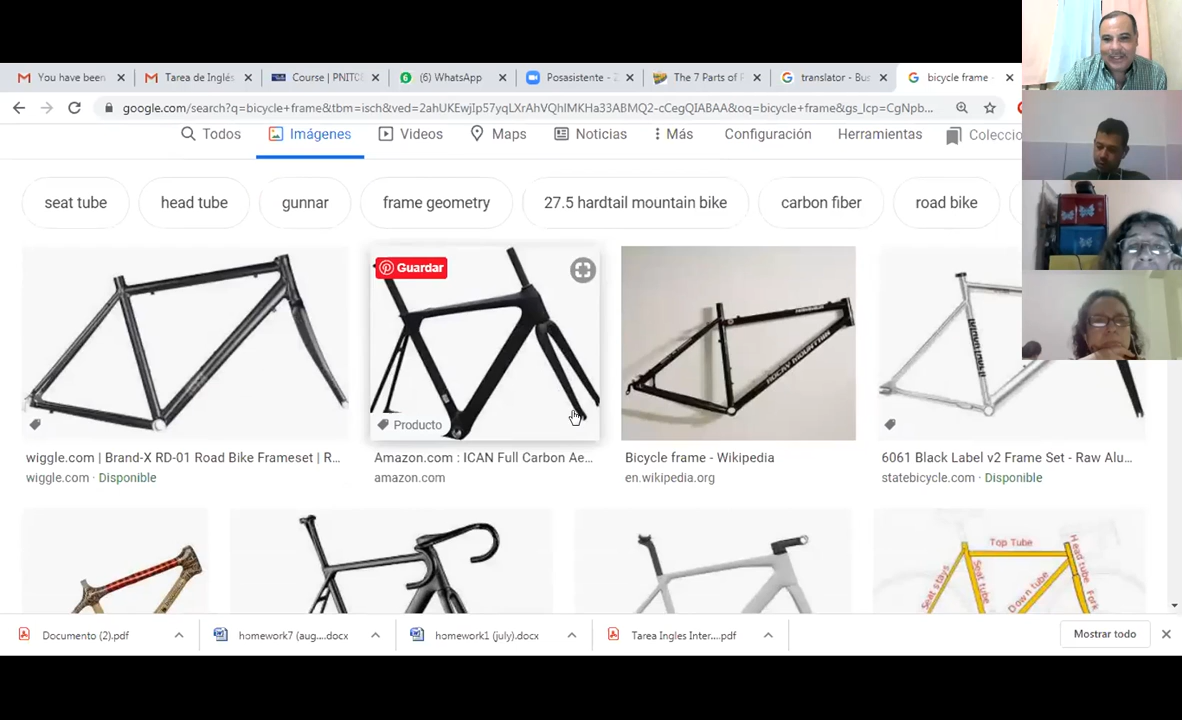 You have been
Tarea de Inglés
Course | PNITC
6
(6) WhatsApp
Posasistente - Z
The 7 Parts of P
translator - Bus
bicycle frame -
google.com/search?q=bicycle+frame&tbm=isch&ved=2ahUKEwjIp57yqLXrAhVQhIMKHa33ABMQ2-cCegQIABAA&oq=bicycle+frame&gs_lcp=CgNpb...
Todos
Imágenes
Videos
Maps
Noticias
Más
Configuración
Herramientas
Coleccio
seat tube
head tube
gunnar
frame geometry
27.5 hardtail mountain bike
carbon fiber
road bike
Guardar
ROCKY MOUNTAIN
Producto
wiggle.com | Brand-X RD-01 Road Bike Frameset | R...
Amazon.com : ICAN Full Carbon Ae...
Bicycle frame - Wikipedia
6061 Black Label v2 Frame Set - Raw Alu...
wiggle.com · Disponible
amazon.com
en.wikipedia.org
statebicycle.com · Disponible
Top Tube
Head tube
Seat stays
Seat tube
Down tube
Fork
Documento (2).pdf
homework7 (aug....docx
homework1 (july).docx
Tarea Ingles Inter....pdf
Mostrar todo